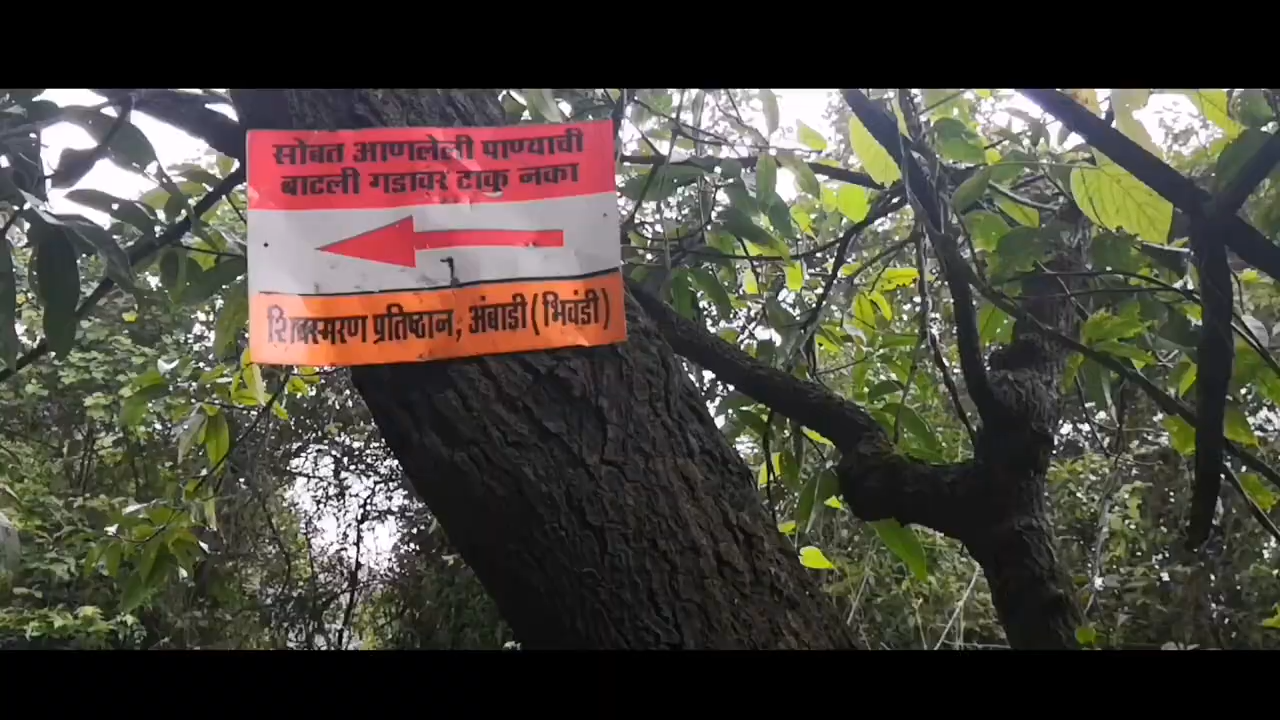 सोबत आणलेली पाण्याची
बाटली गडावर टाकु नका
शिवस्मरण प्रतिष्ठान, अंबाडी (भिवंडी)